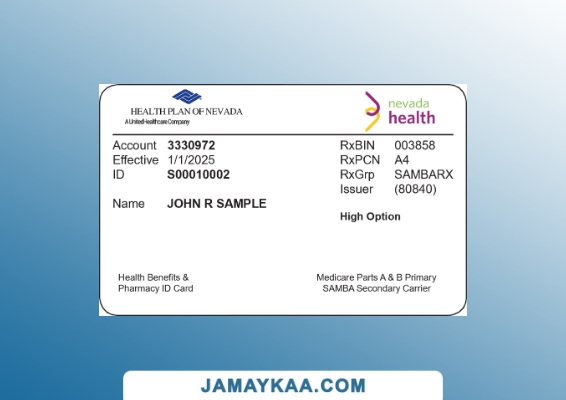 HEALTH PLAN OF NEVADA
A UnitedHealthcare Company
nevada
health
Account 3330972
Effective 1/1/2025
ID S00010002
Name JOHN R SAMPLE
RxBIN 003858
RxPCN A4
RxGrp SAMBARX
Issuer (80840)
High Option
Health Benefits &
Pharmacy ID Card
Medicare Parts A & B Primary
SAMBA Secondary Carrier
JAMAYKAA.COM